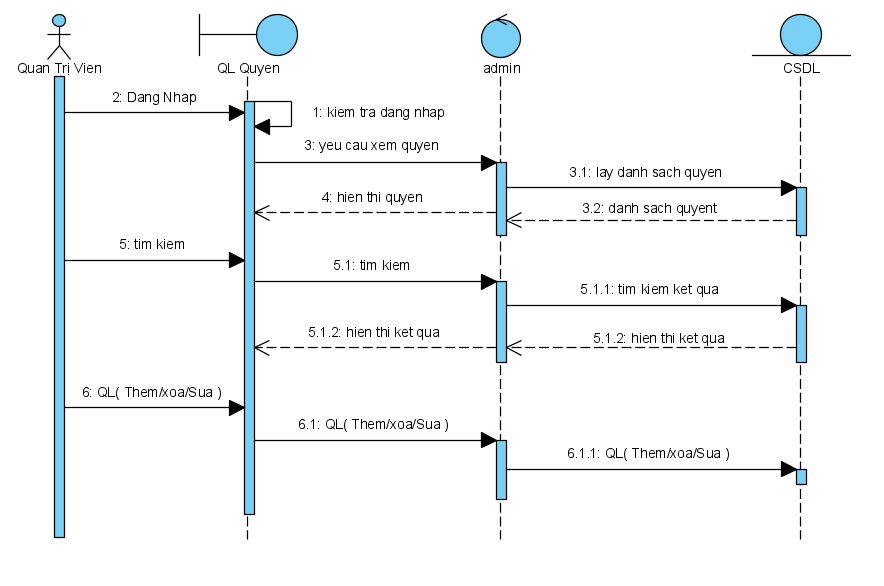 Quan Trị Vien
QL Quyen
admin
CSDL
2: Dang Nhap
1: kiem tra dang nhap
3: yeu cau xem quyen
3.1: lay danh sach quyen
4: hien thi quyen
3.2: danh sach quyent
5: tim kiem
5.1: tim kiem
5.1.1: tim kiem ket qua
5.1.2: hien thi ket qua
5.1.2: hien thi ket qua
6: QL( Them/xoa/Sua )
6.1: QL( Them/xoa/Sua )
6.1.1: QL( Them/xoa/Sua )